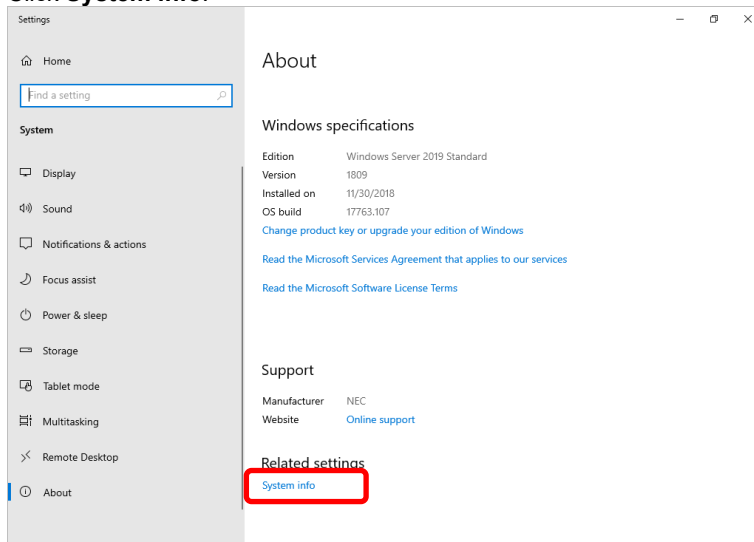 Click System info.
Settings
Home
Find a setting
System
Display
Sound
Notifications & actions
Focus assist
Power & sleep
Storage
Tablet mode
Multitasking
Remote Desktop
About
About
Windows specifications
Edition Windows Server 2019 Standard
Version 1809
Installed on 11/30/2018
OS build 17763.107
Change product key or upgrade your edition of Windows
Read the Microsoft Services Agreement that applies to our services
Read the Microsoft Software License Terms
Support
Manufacturer NEC
Website Online support
Related settings
System info